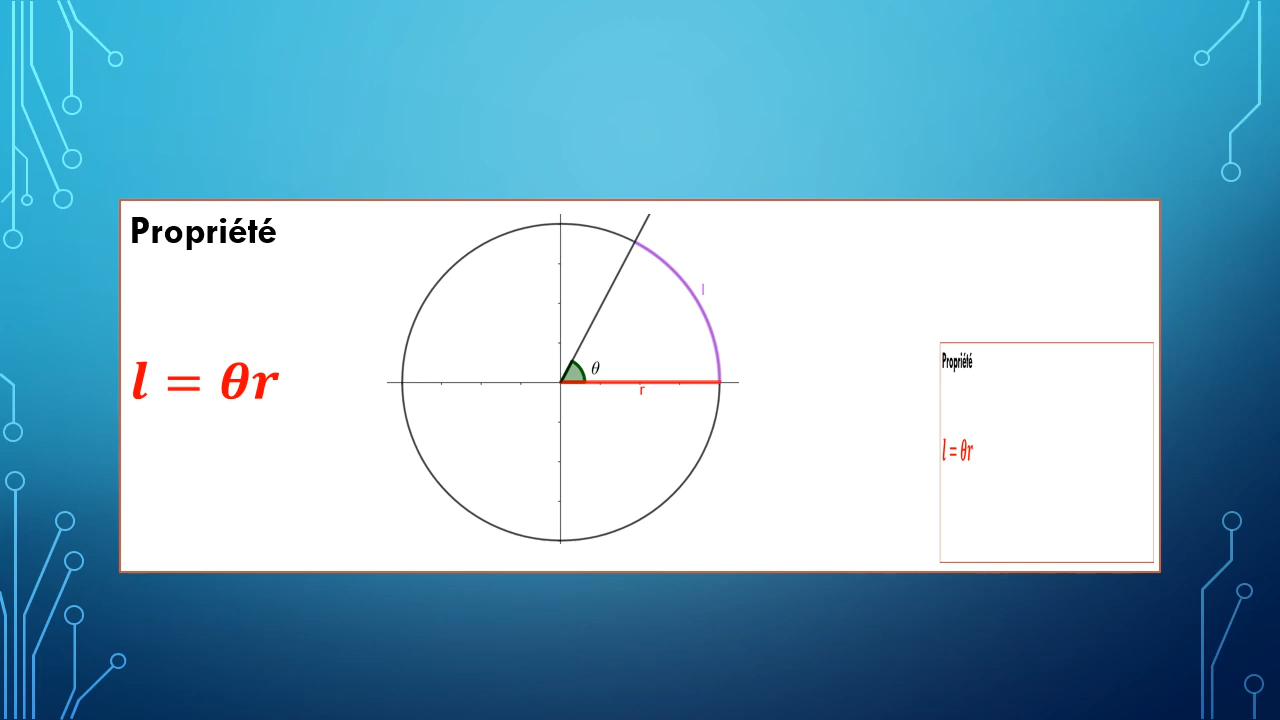 Propriété
l
θ
l = θr
r
Propriété
l = θr